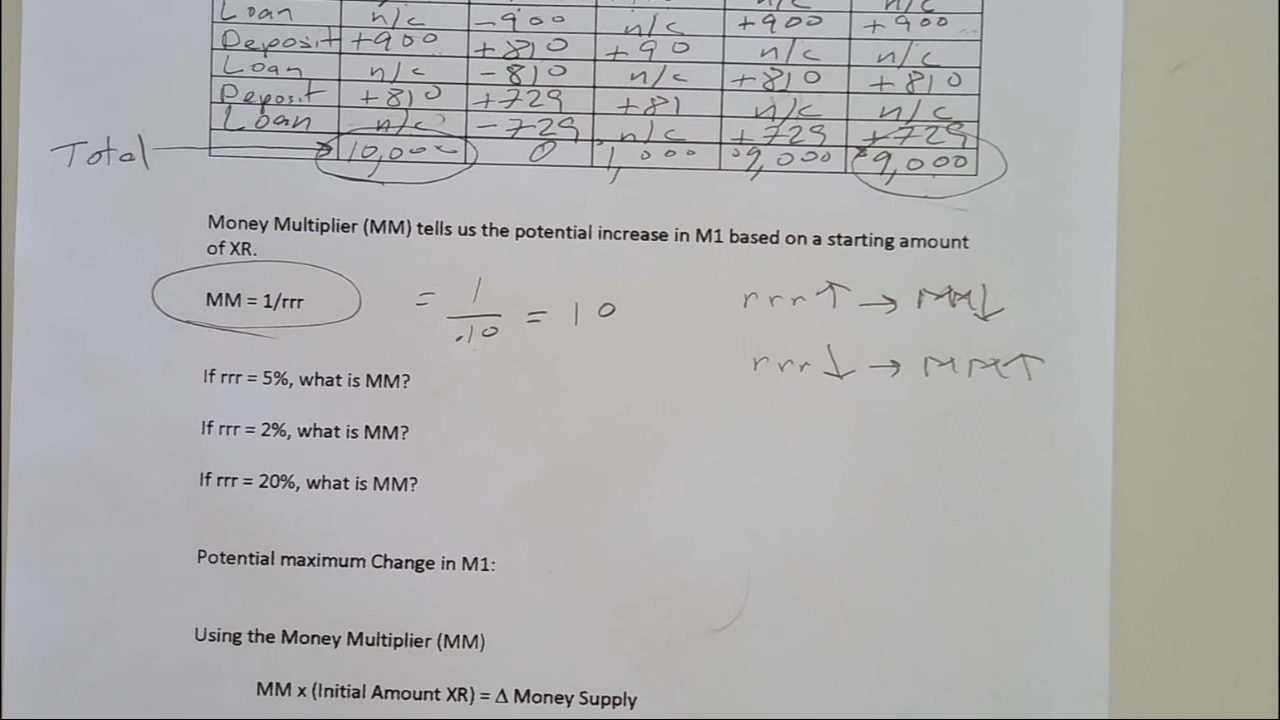 Loan n/c -900 n/c +900 +900
Deposit +900 +810 +90 n/c n/c
Loan n/c -810 n/c +810 +810
Deposit +810 +729 +81 n/c n/c
Loan n/c -729 n/c +729 +729
Total 10,000 0 1,000 9,000 9,000
Money Multiplier (MM) tells us the potential increase in M1 based on a starting amount
of XR.
MM = 1/rrr = 1/.10 = 10 rrr↑ → MM↓
rrr↓ → MM↑
If rrr = 5%, what is MM?
If rrr = 2%, what is MM?
If rrr = 20%, what is MM?
Potential maximum Change in M1:
Using the Money Multiplier (MM)
MM x (Initial Amount XR) = Δ Money Supply